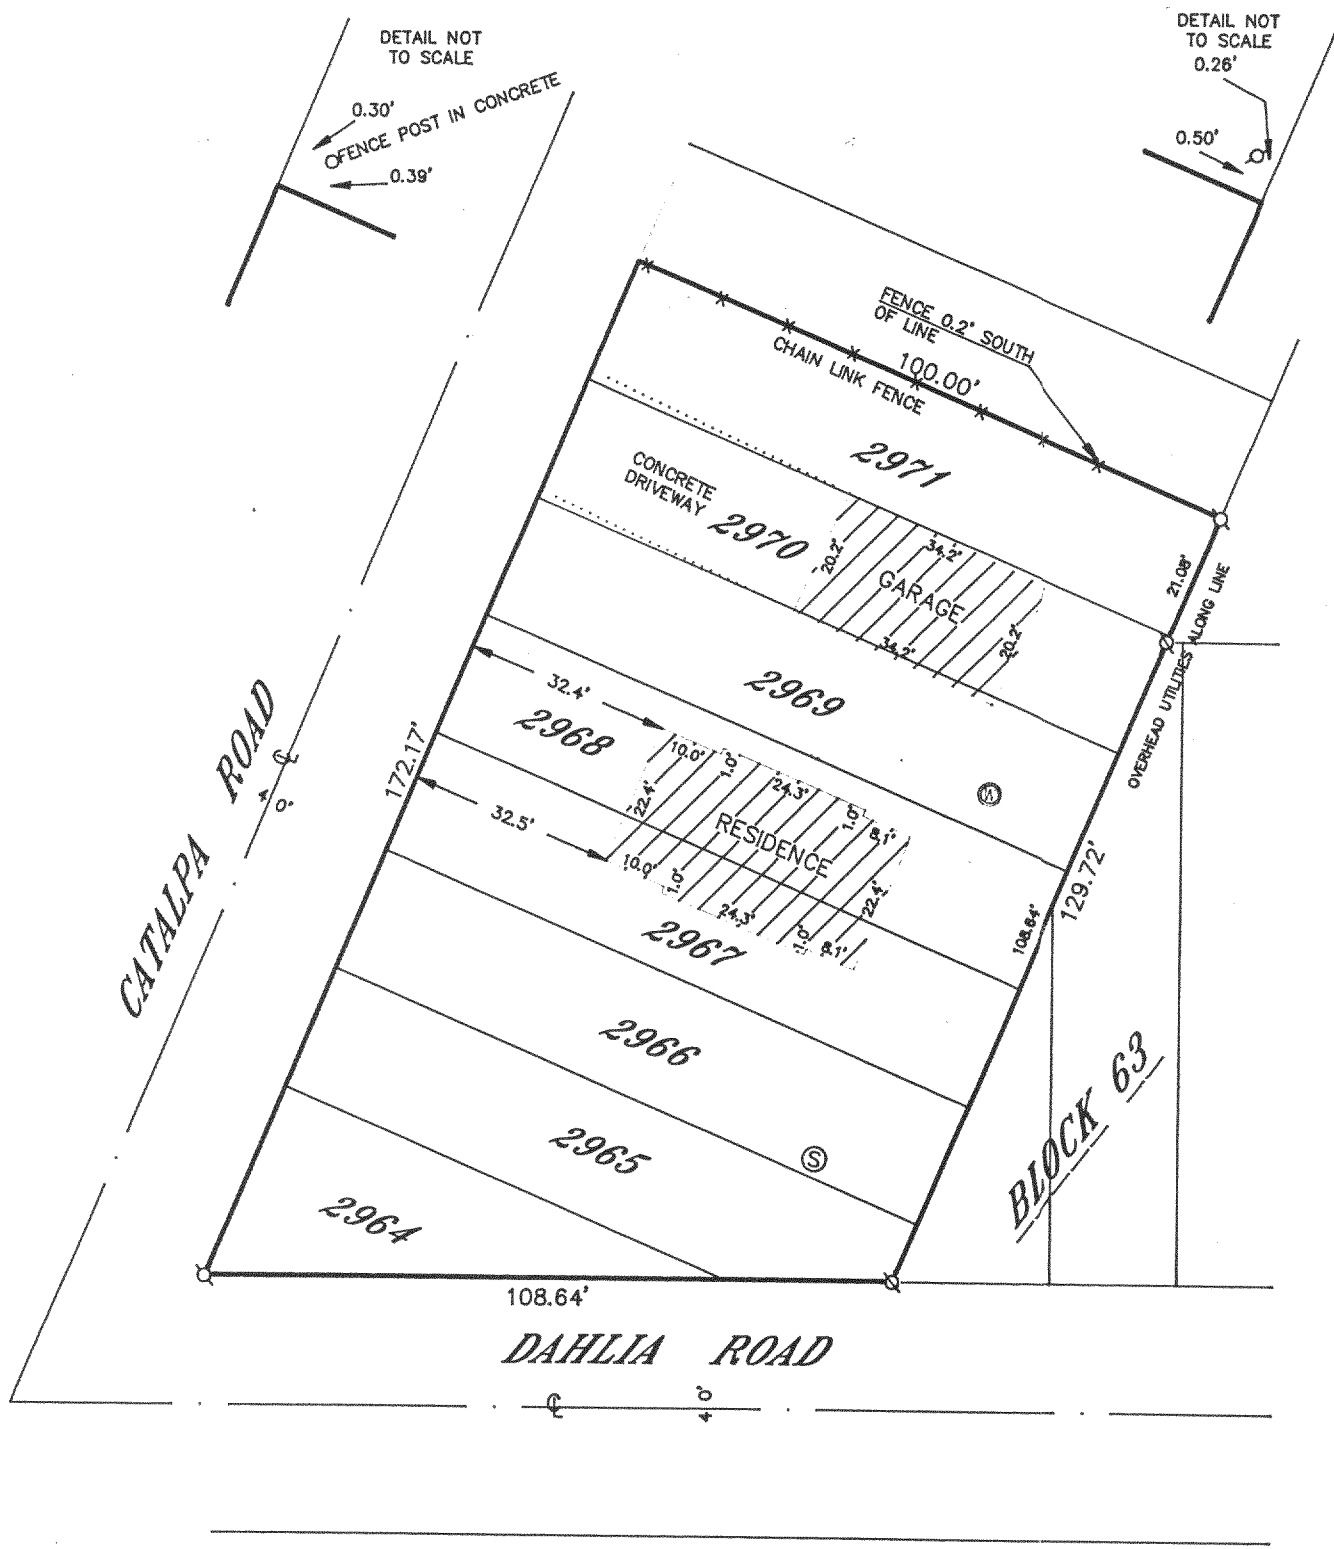 DETAIL NOT
TO SCALE
0.30'
FENCE POST IN CONCRETE
0.39'
DETAIL NOT
TO SCALE
0.26'
0.50'
FENCE 0.2' SOUTH
OF LINE
100.00'
CHAIN LINK FENCE
2971
CONCRETE
DRIVEWAY
2970
20.2'
34.2'
GARAGE
34.2'
20.2'
21.08'
OVERHEAD UTILITIES ALONG LINE
2969
32.4'
2968
10.0'
1.0'
24.3'
1.0'
8.1'
22.4'
RESIDENCE
22.4'
32.5'
10.0'
1.0'
24.3'
1.0'
8.1'
W
172.17'
CATALPA ROAD
℄
0'
2967
108.64'
129.72'
2966
2965
S
2964
BLOCK 63
108.64'
DAHLIA ROAD
℄